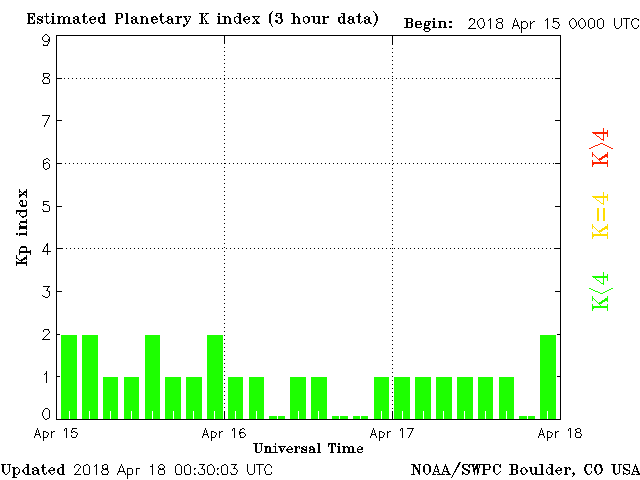 Estimated Planetary K index (3 hour data) Begin: 2018 Apr 15 0000 UTC
9
8
7
6
5
4
3
2
1
0
Kp index
K>4
K=4
K<4
Apr 15 Apr 16 Apr 17 Apr 18
Universal Time
Updated 2018 Apr 18 00:30:03 UTC NOAA/SWPC Boulder, CO USA